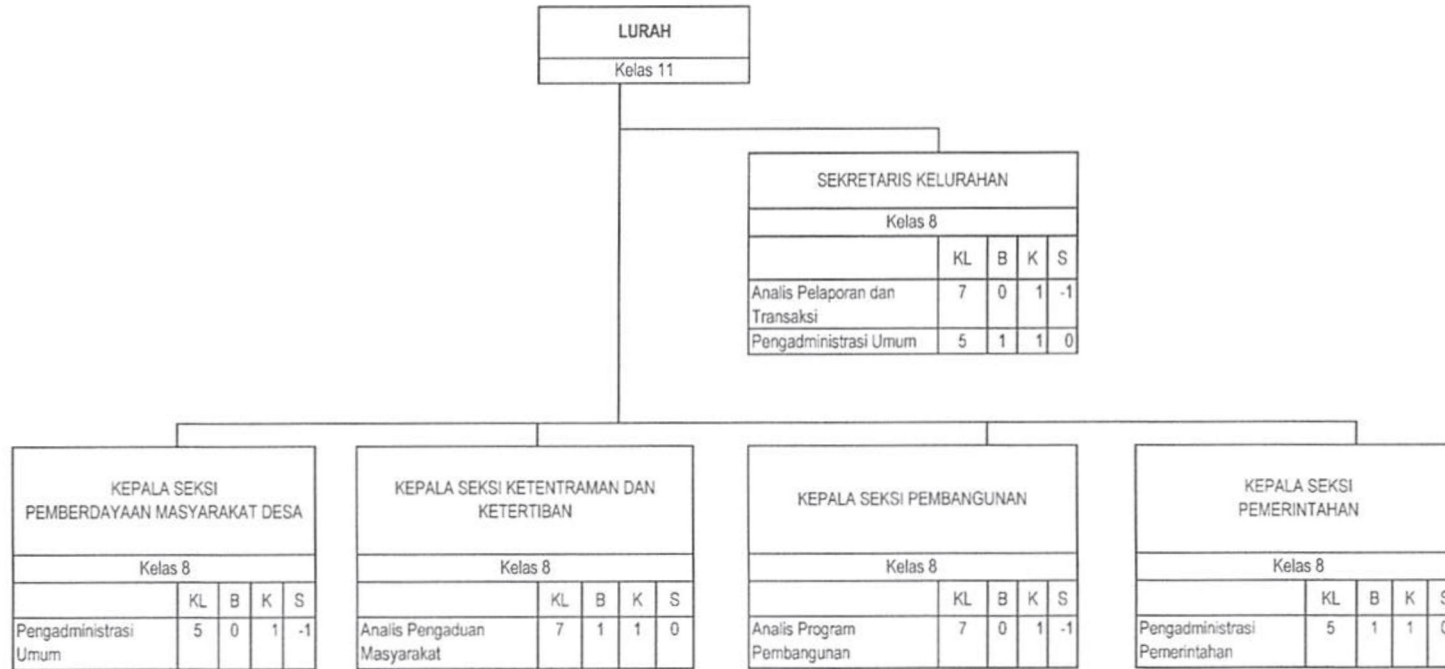 LURAH
Kelas 11
SEKRETARIS KELURAHAN
Kelas 8
KL B K S
Analis Pelaporan dan 7 0 1 -1
Transaksi
Pengadministrasi Umum 5 1 1 0
KEPALA SEKSI
PEMBERDAYAAN MASYARAKAT DESA
Kelas 8
KL B K S
Pengadministrasi 5 0 1 -1
Umum
KEPALA SEKSI KETENTRAMAN DAN
KETERTIBAN
Kelas 8
KL B K S
Analis Pengaduan 7 1 1 0
Masyarakat
KEPALA SEKSI PEMBANGUNAN
Kelas 8
KL B K S
Analis Program 7 0 1 -1
Pembangunan
KEPALA SEKSI
PEMERINTAHAN
Kelas 8
KL B K S
Pengadministrasi 5 1 1 0
Pemerintahan